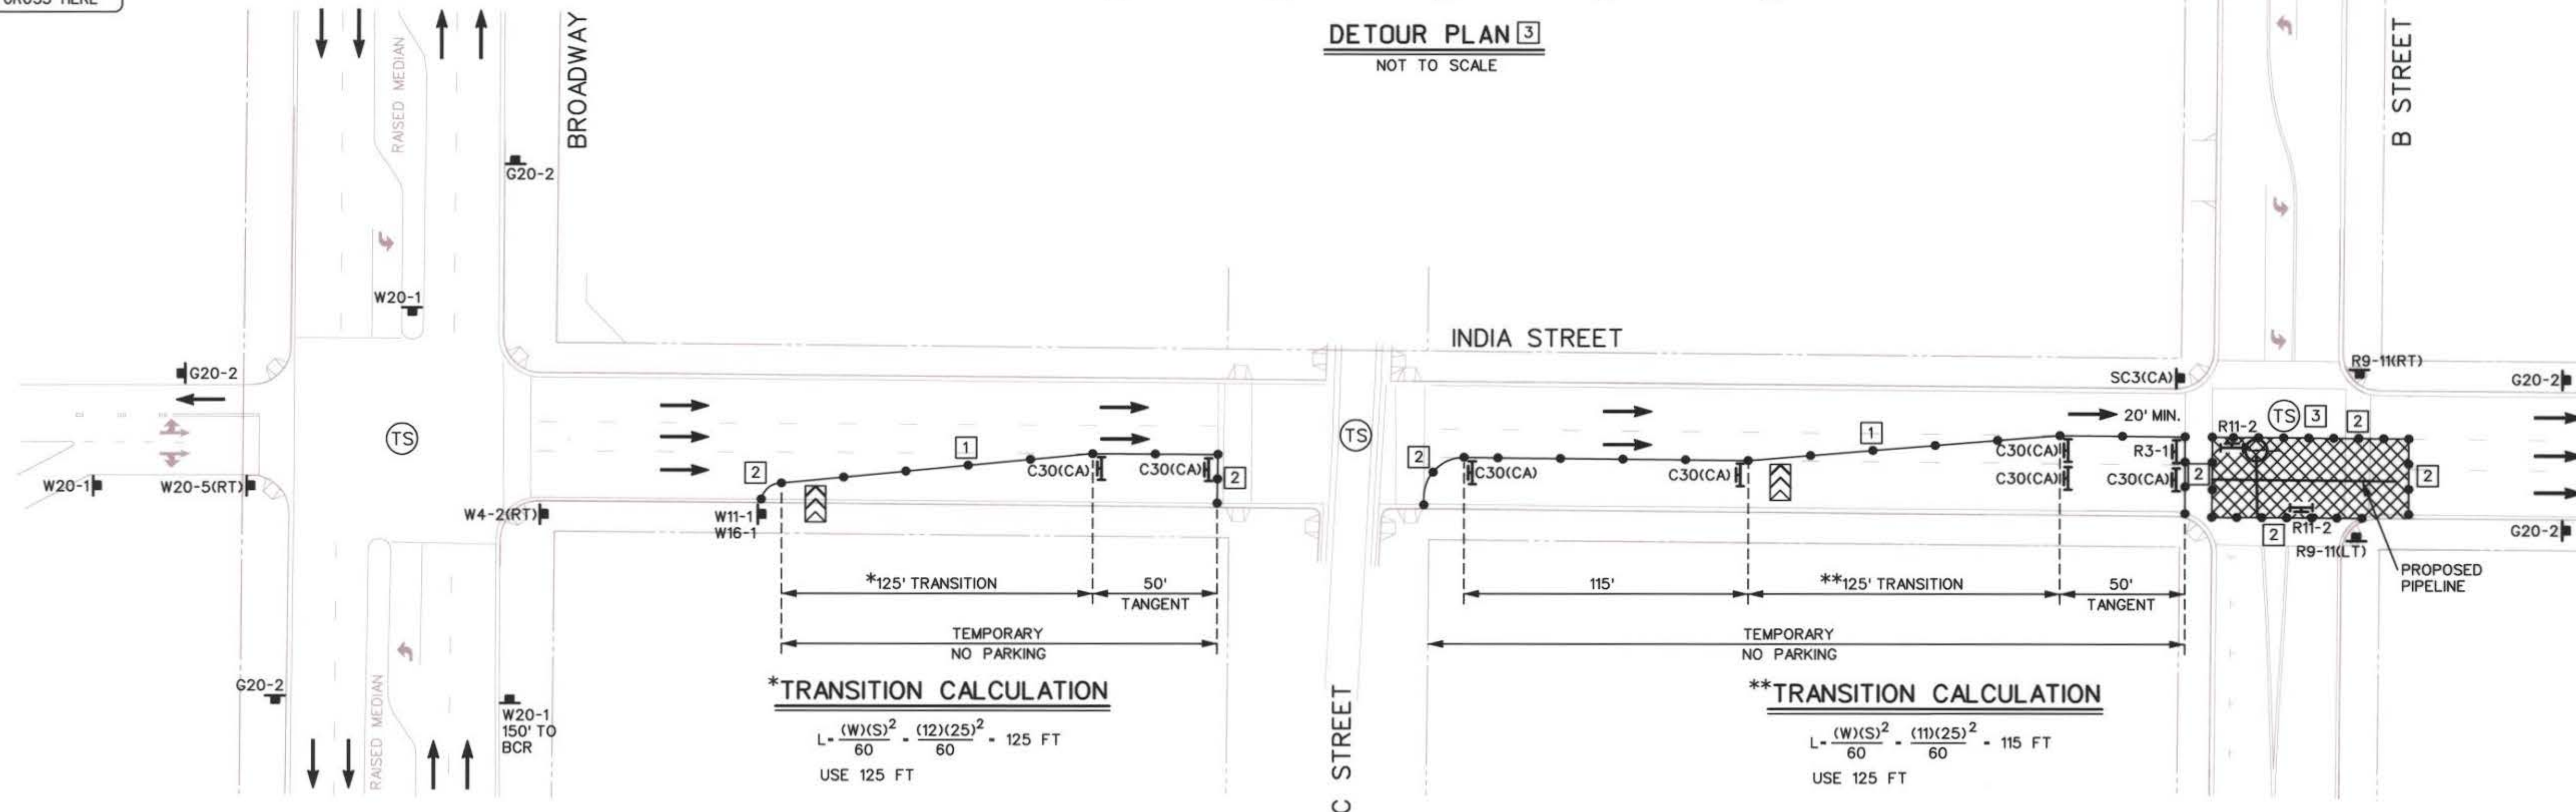 CROSS HERE
DETOUR PLAN 3
NOT TO SCALE
BROADWAY
B STREET
RAISED MEDIAN
G20-2
W20-1
INDIA STREET
G20-2
TS
W20-1
W20-5(RT)
W4-2(RT)
W11-1
W16-1
2
1
C30(CA)
C30(CA)
2
TS
2
C30(CA)
C30(CA)
1
C30(CA)
C30(CA)
SC3(CA)
20' MIN.
R3-1
C30(CA)
2
R11-2
TS 3
2
R9-11(RT)
G20-2
2
R11-2
2
R9-11(LT)
G20-2
PROPOSED
PIPELINE
*125' TRANSITION
50'
TANGENT
115'
**125' TRANSITION
50'
TANGENT
TEMPORARY
NO PARKING
TEMPORARY
NO PARKING
G20-2
RAISED MEDIAN
W20-1
150' TO
BCR
*TRANSITION CALCULATION
L=(W)(S)²/60 = (12)(25)²/60 = 125 FT
USE 125 FT
C STREET
**TRANSITION CALCULATION
L=(W)(S)²/60 = (11)(25)²/60 = 115 FT
USE 125 FT